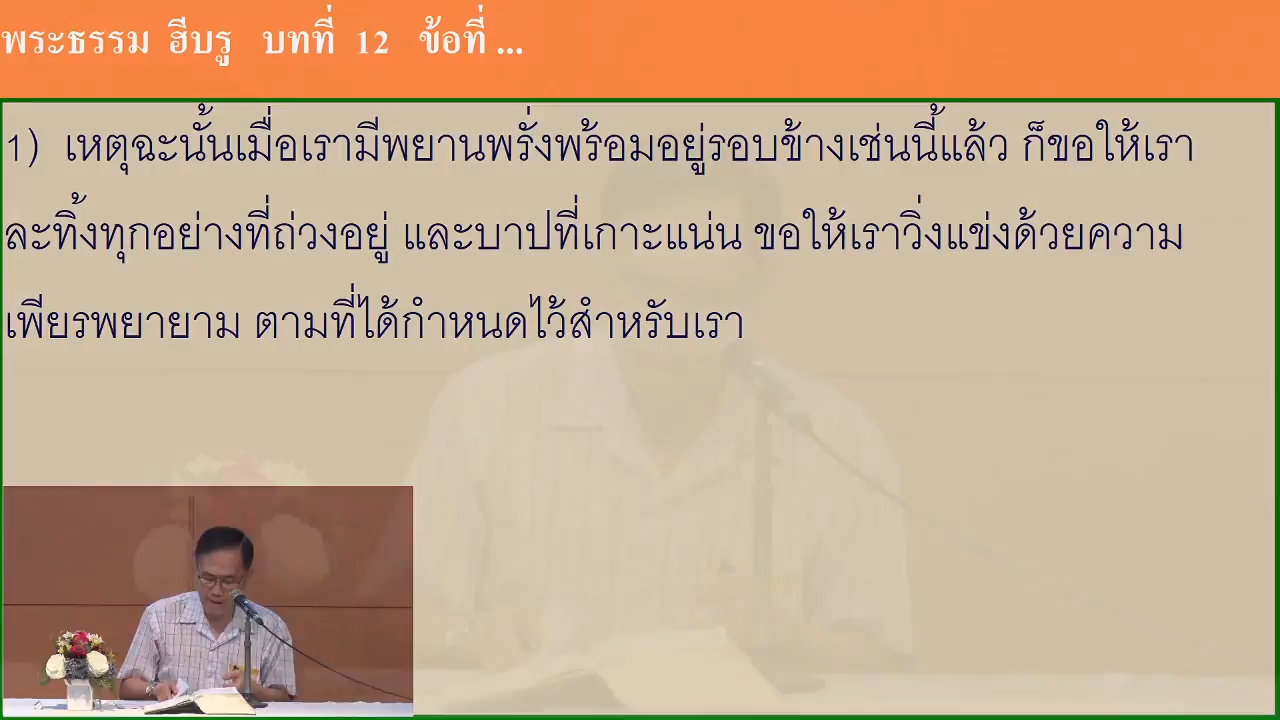 พระธรรม ฮีบรู บทที่ 12 ข้อที่ ...
1) เหตุฉะนั้นเมื่อเรามีพยานพรั่งพร้อมอยู่รอบข้างเช่นนี้แล้ว ก็ขอให้เรา
ละทิ้งทุกอย่างที่ถ่วงอยู่ และบาปที่เกาะแน่น ขอให้เราวิ่งแข่งด้วยความ
เพียรพยายาม ตามที่ได้กำหนดไว้สำหรับเรา